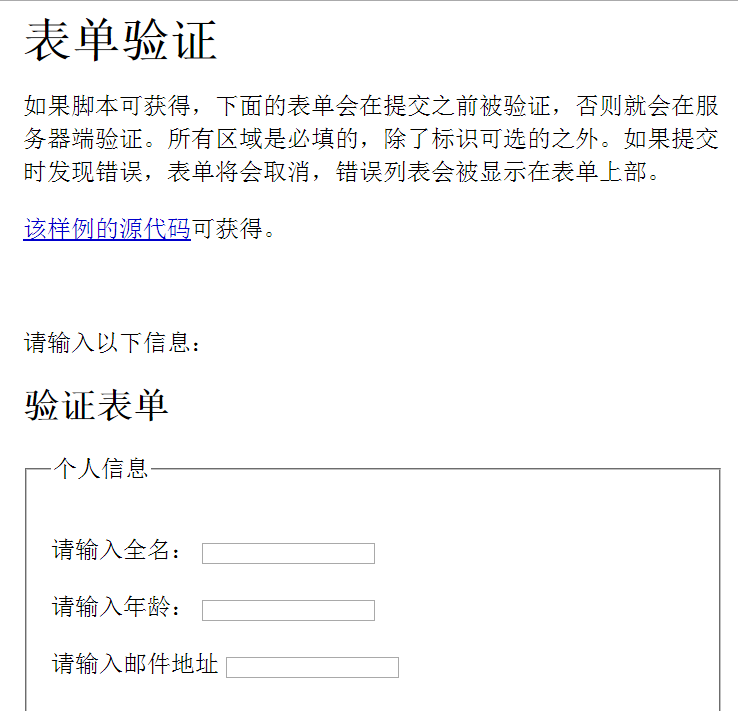 表单验证
如果脚本可获得，下面的表单会在提交之前被验证，否则就会在服
务器端验证。所有区域是必填的，除了标识可选的之外。如果提交
时发现错误，表单将会取消，错误列表会被显示在表单上部。
该样例的源代码可获得。
请输入以下信息：
验证表单
个人信息
请输入全名：
请输入年龄：
请输入邮件地址